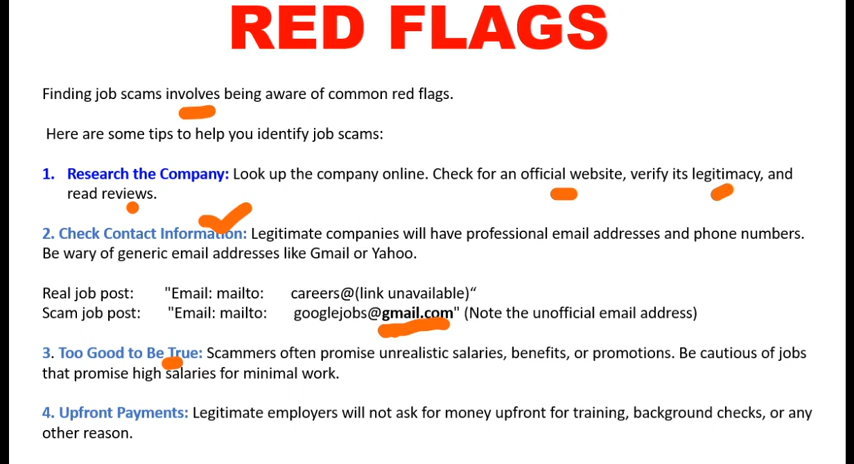 RED FLAGS
Finding job scams involves being aware of common red flags.
Here are some tips to help you identify job scams:
1. Research the Company: Look up the company online. Check for an official website, verify its legitimacy, and
read reviews.
2. Check Contact Information: Legitimate companies will have professional email addresses and phone numbers.
Be wary of generic email addresses like Gmail or Yahoo.
Real job post: "Email: mailto: careers@(link unavailable)“
Scam job post: "Email: mailto: googlejobs@gmail.com" (Note the unofficial email address)
3. Too Good to Be True: Scammers often promise unrealistic salaries, benefits, or promotions. Be cautious of jobs
that promise high salaries for minimal work.
4. Upfront Payments: Legitimate employers will not ask for money upfront for training, background checks, or any
other reason.